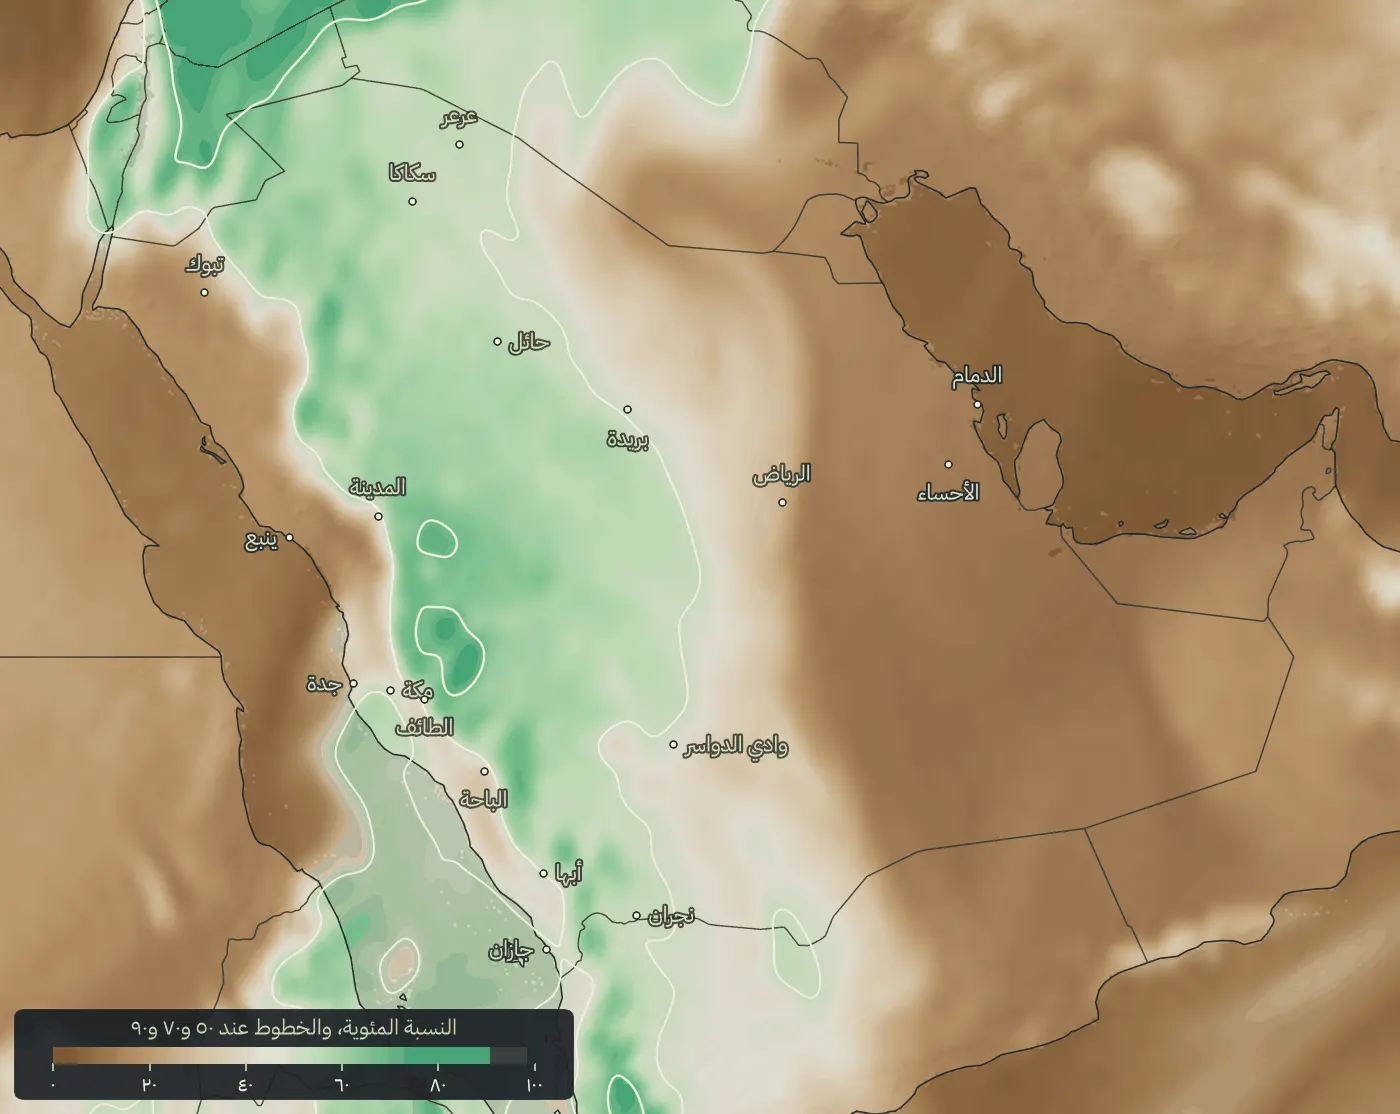 عرعر
سكاكا
تبوك
حائل
الدمام
بريدة
الرياض
الأحساء
المدينة
ينبع
جدة
مكة
الطائف
وادي الدواسر
الباحة
أبها
نجران
جازان
النسبة المئوية، والخطوط عند ٥٠ و٧٠ و٩٠
٠ ٢٠ ٤٠ ٦٠ ٨٠ ١٠٠